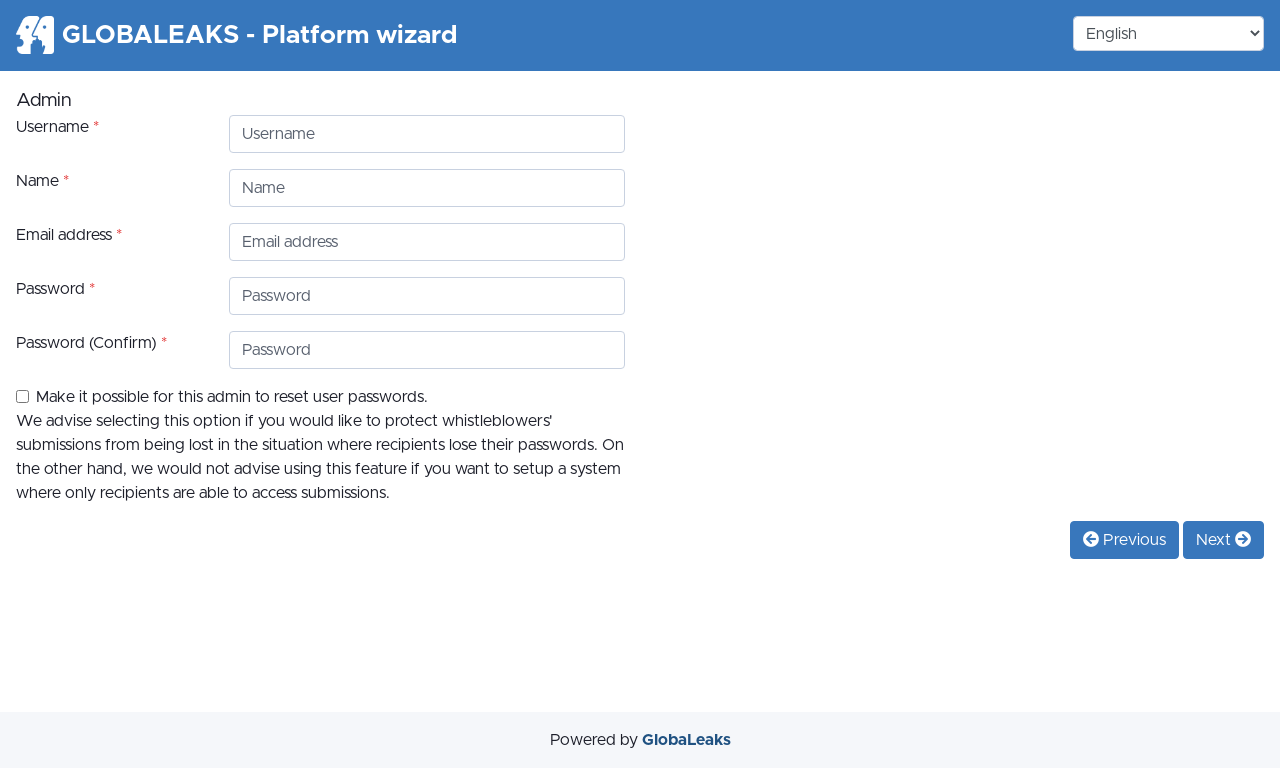 GLOBALEAKS - Platform wizard
English
Admin
Username *
Username
Name *
Name
Email address *
Email address
Password *
Password
Password (Confirm) *
Password
Make it possible for this admin to reset user passwords.
We advise selecting this option if you would like to protect whistleblowers'
submissions from being lost in the situation where recipients lose their passwords. On
the other hand, we would not advise using this feature if you want to setup a system
where only recipients are able to access submissions.
Previous
Next
Powered by GlobaLeaks